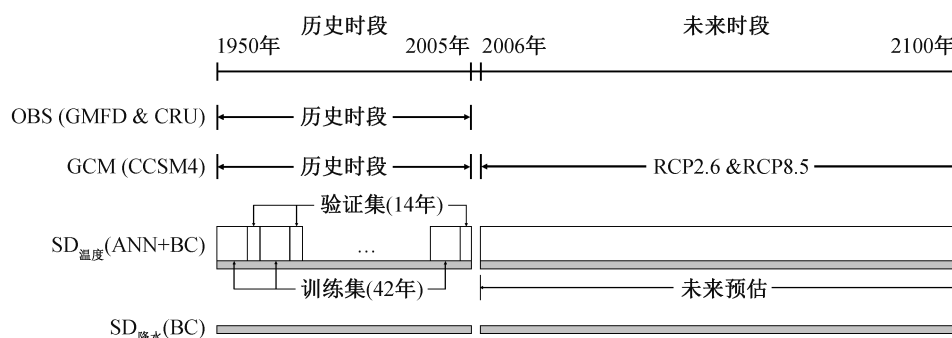 历史时段 未来时段
1950年 2005年 2006年 2100年
OBS (GMFD & CRU) 历史时段
GCM (CCSM4) 历史时段 RCP2.6 &RCP8.5
验证集(14年)
SD温度(ANN+BC) ...
训练集(42年) 未来预估
SD降水(BC)